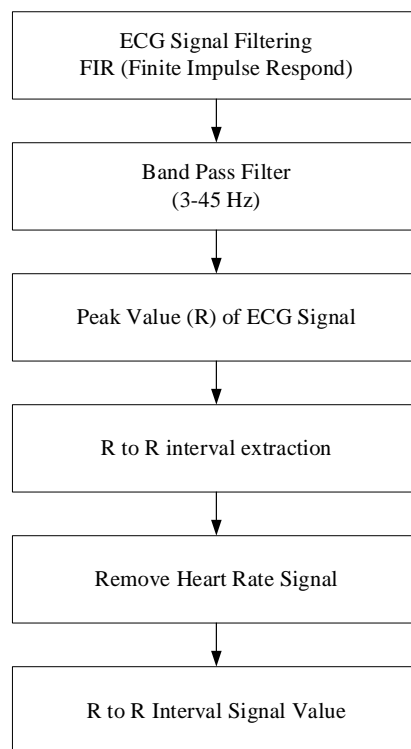 ECG Signal Filtering
FIR (Finite Impulse Respond)
Band Pass Filter
(3-45 Hz)
Peak Value (R) of ECG Signal
R to R interval extraction
Remove Heart Rate Signal
R to R Interval Signal Value